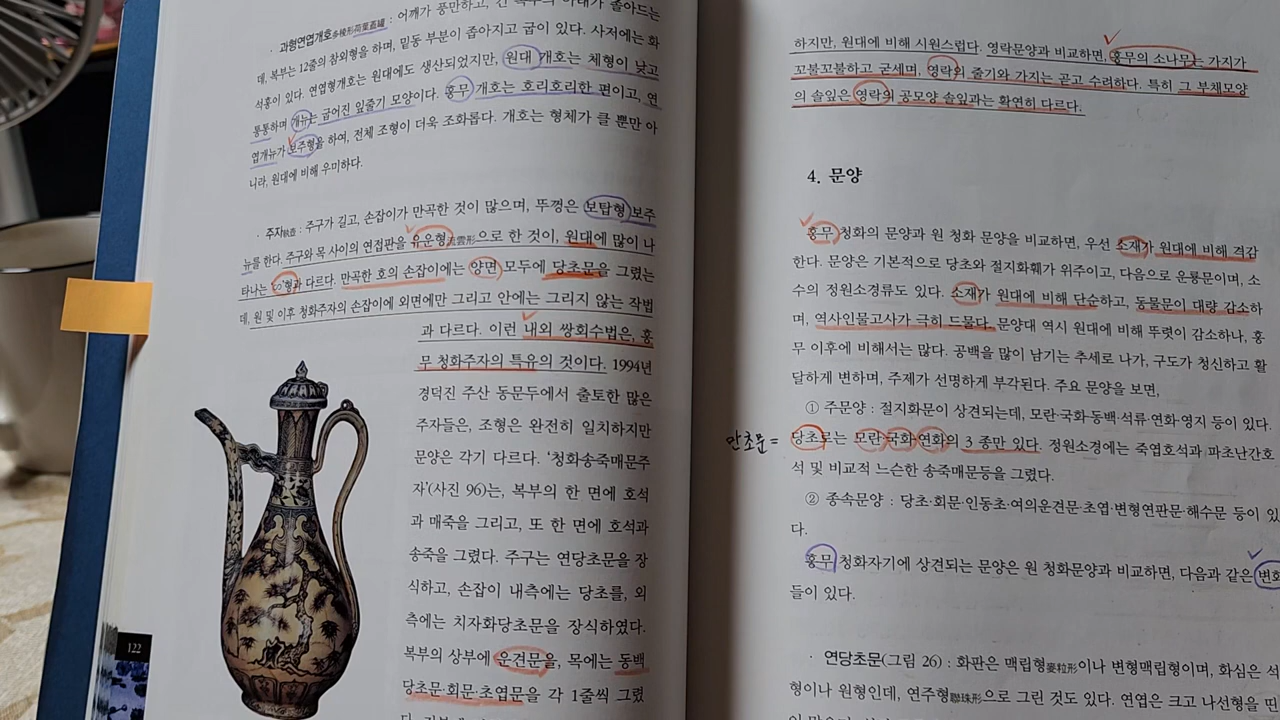 · 과형연엽개호多棱形荷葉蓋罐 : 어깨가 풍만하고, 긴 복부의 아래가 졸아드는
데, 복부는 12줄의 참외형을 하며, 밑동 부분이 좁아지고 굽이 있다. 사저에는 화
석홍이 있다. 연엽형개호는 원대에도 생산되었지만, 원대 개호는 체형이 낮고
통통하며 개뉴는 굽어진 잎줄기 모양이다. 홍무 개호는 호리호리한 편이고, 연
엽개뉴가 보주형을 하여, 전체 조형이 더욱 조화롭다. 개호는 형체가 클 뿐만 아
니라, 원대에 비해 우미하다.
· 주자執壺 : 주구가 길고, 손잡이가 만곡한 것이 많으며, 뚜껑은 보탑형 보주
뉴를 한다. 주구와 목 사이의 연접판을 유운형流雲形으로 한 것이, 원대에 많이 나
타나는 'S'형과 다르다. 만곡한 호의 손잡이에는 양면 모두에 당초문을 그렸는
데, 원 및 이후 청화주자의 손잡이에 외면에만 그리고 안에는 그리지 않는 작법
과 다르다. 이런 내외 쌍회수법은, 홍
무 청화주자의 특유의 것이다. 1994년
경덕진 주산 동문두에서 출토한 많은
주자들은, 조형은 완전히 일치하지만
문양은 각기 다르다. '청화송죽매문주
자'(사진 96)는, 복부의 한 면에 호석
과 매죽을 그리고, 또 한 면에 호석과
송죽을 그렸다. 주구는 연당초문을 장
식하고, 손잡이 내측에는 당초를, 외
측에는 치자화당초문을 장식하였다.
복부의 상부에 운견문을, 목에는 동백
당초문·회문·초엽문을 각 1줄씩 그렸
122
하지만, 원대에 비해 시원스럽다. 영락문양과 비교하면, 홍무의 소나무는 가지가
꼬불꼬불하고 굳세며, 영락의 줄기와 가지는 곧고 수려하다. 특히 그 부채모양
의 솔잎은 영락의 공모양 솔잎과는 확연히 다르다.
4. 문양
홍무 청화의 문양과 원 청화 문양을 비교하면, 우선 소재가 원대에 비해 격감
한다. 문양은 기본적으로 당초와 절지화훼가 위주이고, 다음으로 운룡문이며, 소
수의 정원소경류도 있다. 소재가 원대에 비해 단순하고, 동물문이 대량 감소하
며, 역사인물고사가 극히 드물다. 문양대 역시 원대에 비해 뚜렷이 감소하나, 홍
무 이후에 비해서는 많다. 공백을 많이 남기는 추세로 나가, 구도가 청신하고 활
달하게 변하며, 주제가 선명하게 부각된다. 주요 문양을 보면,
① 주문양 : 절지화문이 상견되는데, 모란·국화·동백·석류·연화·영지 등이 있다.
만초문 = 당초로는 모란·국화·연화의 3 종만 있다. 정원소경에는 죽엽호석과 파초난간호
석 및 비교적 느슨한 송죽매문등을 그렸다.
② 종속문양 : 당초·회문·인동초·여의운견문·초엽·변형연판문·해수문 등이 있
다.
홍무 청화자기에 상견되는 문양은 원 청화문양과 비교하면, 다음과 같은 변화
들이 있다.
· 연당초문(그림 26) : 화판은 맥립형麥粒形이나 변형맥립형이며, 화심은 석
형이나 원형인데, 연주형聯珠形으로 그린 것도 있다. 연엽은 크고 나선형을 띤